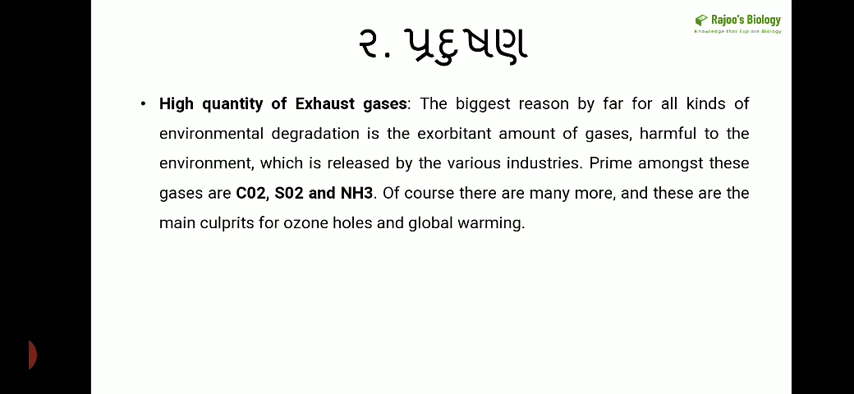 Rajoo's Biology
Knowledge that Explore Biology
૨. પ્રદુષણ
• High quantity of Exhaust gases: The biggest reason by far for all kinds of
environmental degradation is the exorbitant amount of gases, harmful to the
environment, which is released by the various industries. Prime amongst these
gases are C02, S02 and NH3. Of course there are many more, and these are the
main culprits for ozone holes and global warming.